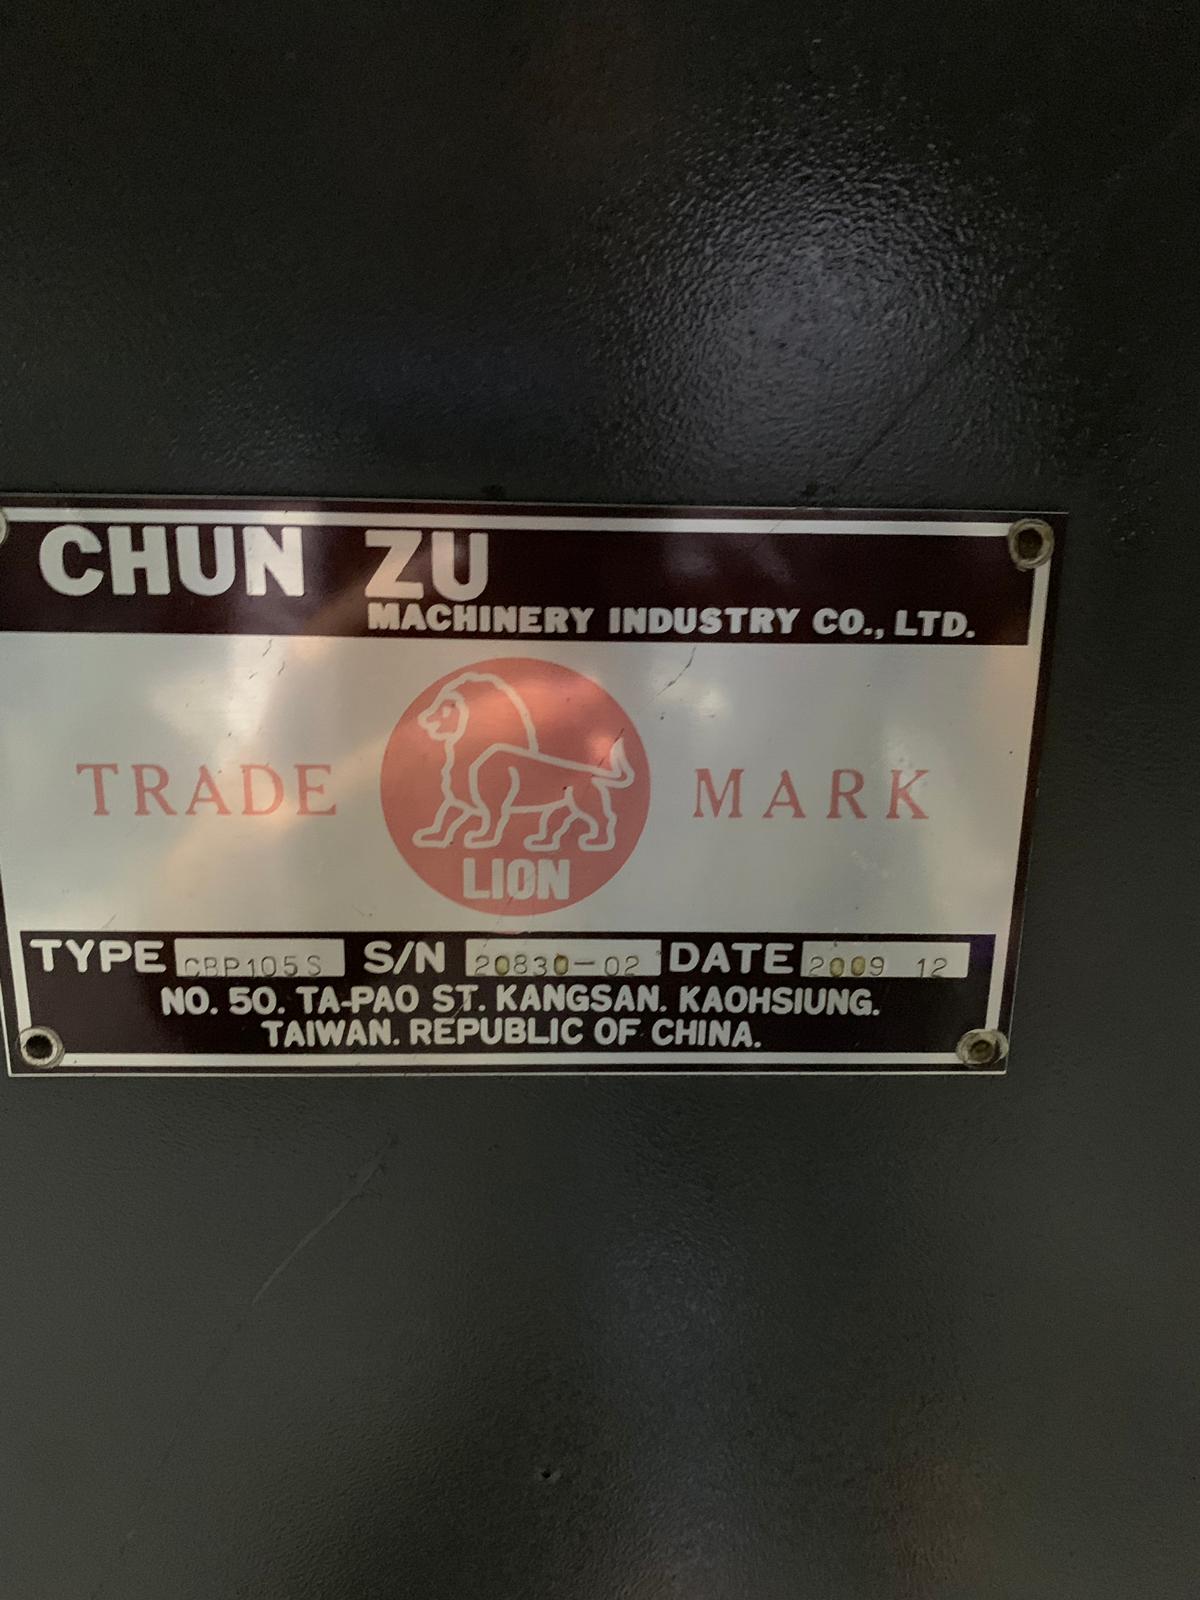 CHUN ZU
MACHINERY INDUSTRY CO., LTD.
TRADE MARK
LION
TYPE CBP105S S/N 20830-02 DATE 2009 12
NO. 50. TA-PAO ST. KANGSAN. KAOHSIUNG.
TAIWAN. REPUBLIC OF CHINA.